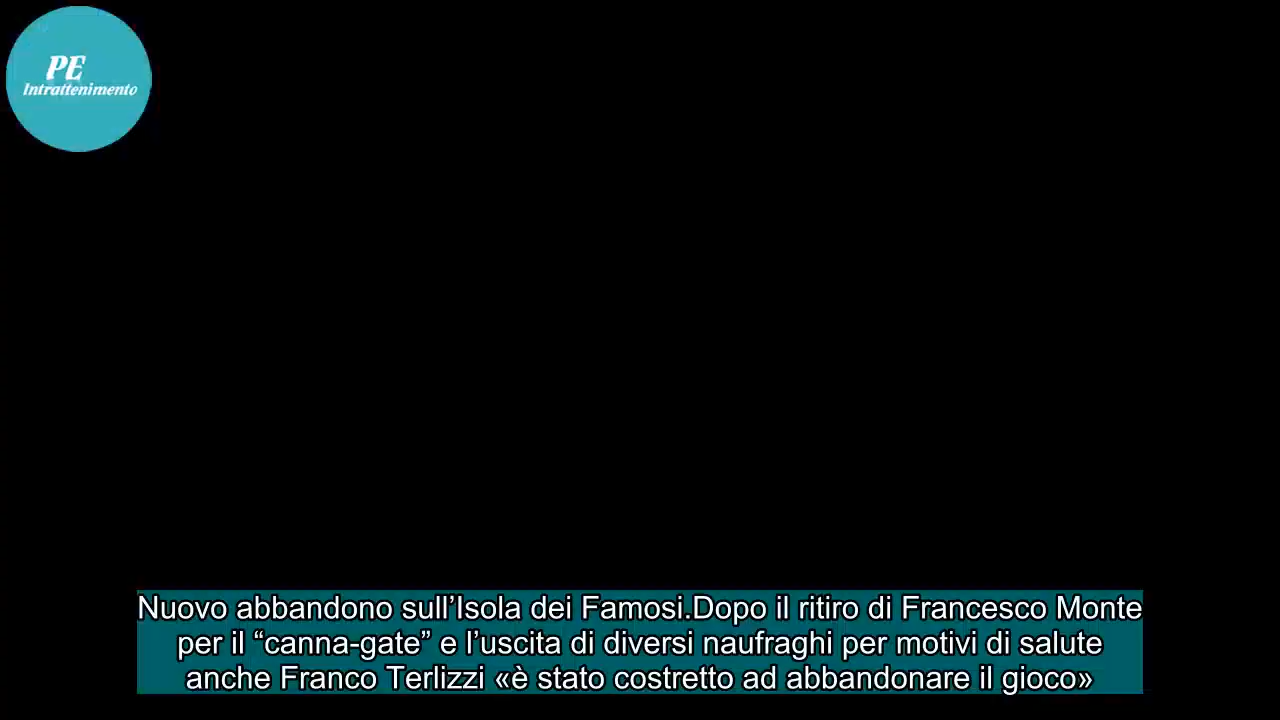 PE
Intrattenimento
Nuovo abbandono sull’Isola dei Famosi.Dopo il ritiro di Francesco Monte
per il “canna-gate” e l’uscita di diversi naufraghi per motivi di salute
anche Franco Terlizzi «è stato costretto ad abbandonare il gioco»